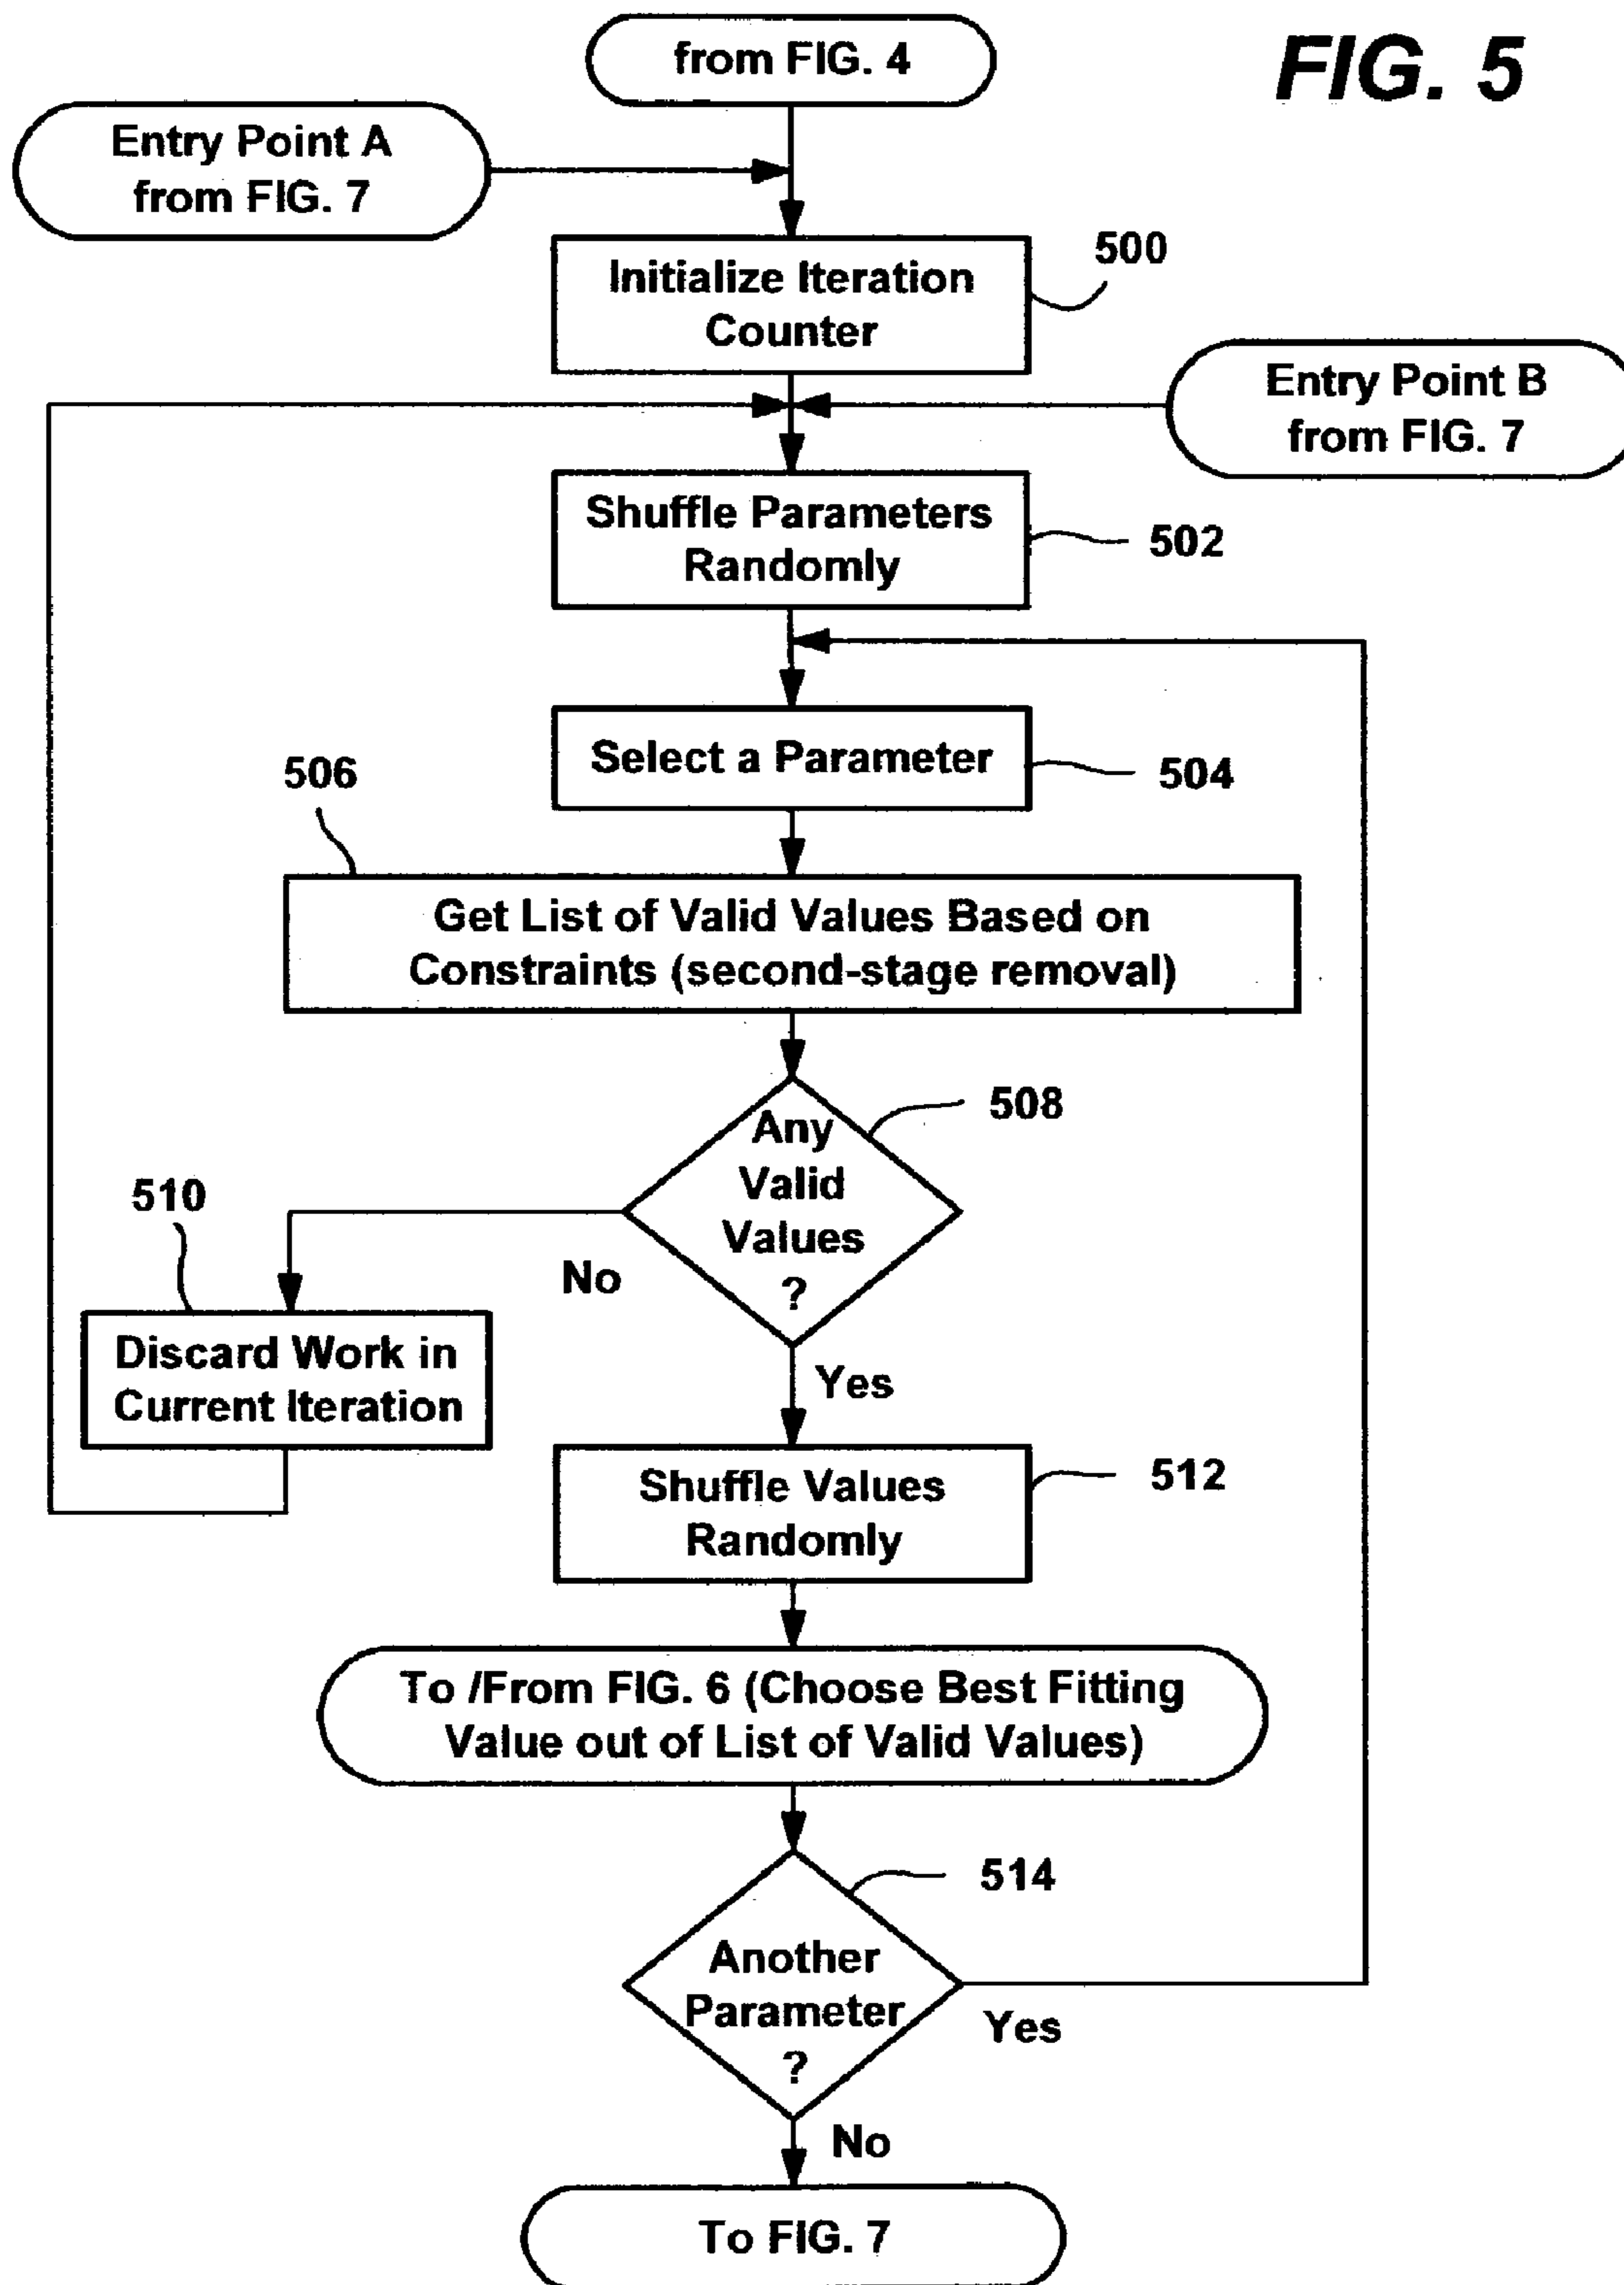 from FIG. 4
FIG. 5
Entry Point A
from FIG. 7
500
Initialize Iteration
Counter
Entry Point B
from FIG. 7
Shuffle Parameters
Randomly
502
Select a Parameter
504
506
Get List of Valid Values Based on
Constraints (second-stage removal)
508
Any
Valid
Values
?
No
510
Discard Work in
Current Iteration
Yes
Shuffle Values
Randomly
512
To /From FIG. 6 (Choose Best Fitting
Value out of List of Valid Values)
514
Another
Parameter
?
Yes
No
To FIG. 7